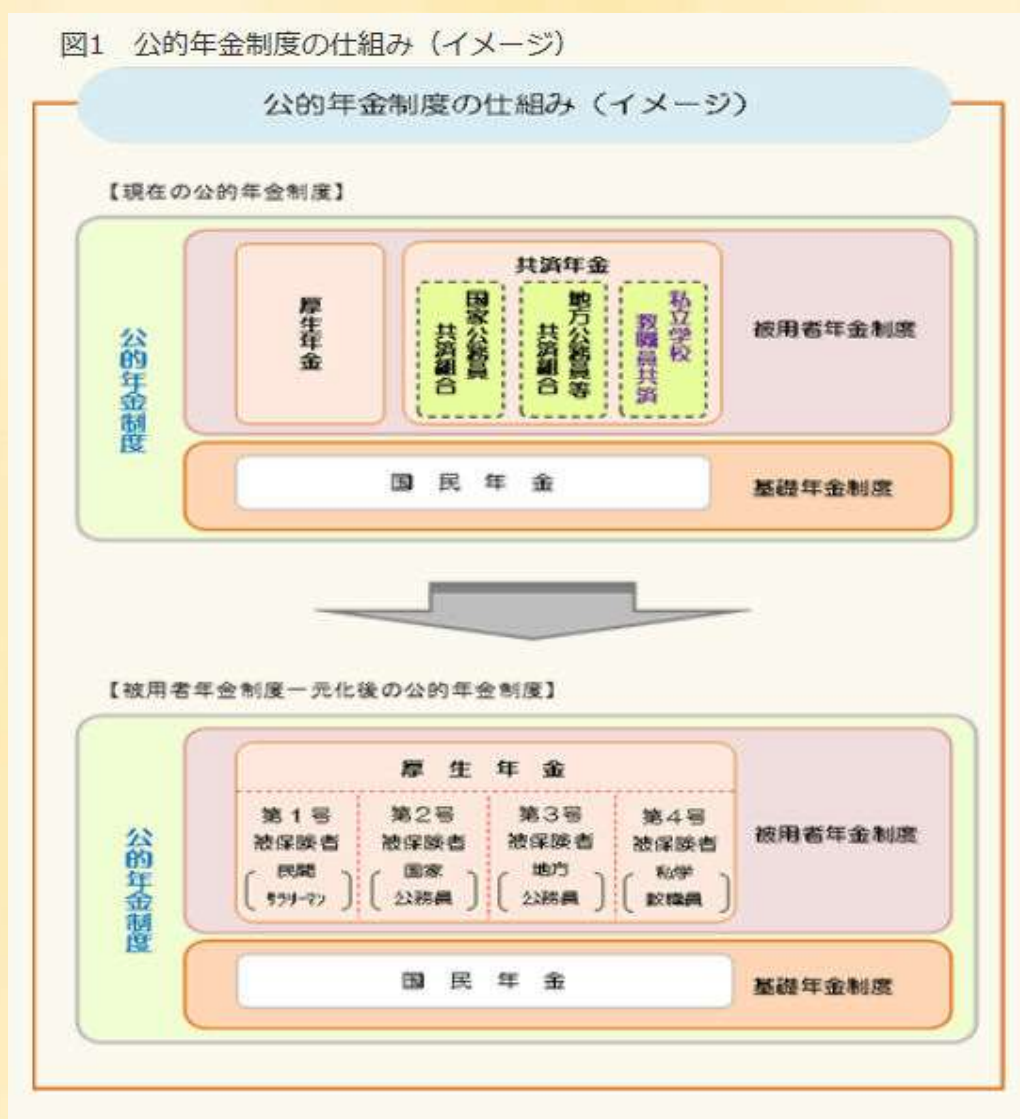 図1 公的年金制度の仕組み（イメージ）
公的年金制度の仕組み（イメージ）
【現在の公的年金制度】
公的年金制度
厚生年金
共済年金
国家公務員
共済組合
地方公務員等
共済組合
私立学校
教職員共済
被用者年金制度
国民年金
基礎年金制度
【被用者年金制度一元化後の公的年金制度】
公的年金制度
厚生年金
第1号
被保険者
民間
サラリーマン
第2号
被保険者
国家
公務員
第3号
被保険者
地方
公務員
第4号
被保険者
私学
教職員
被用者年金制度
国民年金
基礎年金制度